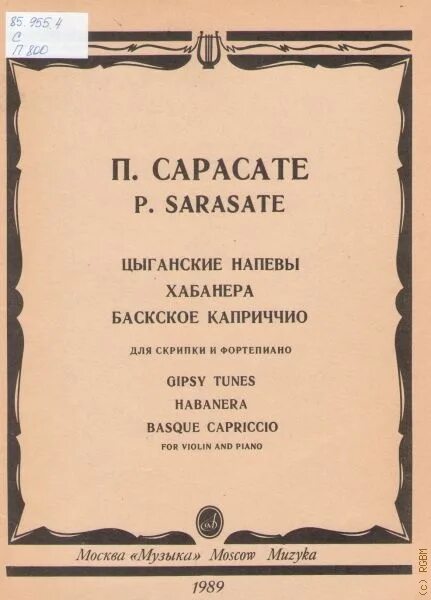 85.955.4
С
П 800
П. САРАСАТЕ
P. SARASATE
ЦЫГАНСКИЕ НАПЕВЫ
ХАБАНЕРА
БАСКСКОЕ КАПРИЧЧИО
ДЛЯ СКРИПКИ И ФОРТЕПИАНО
GIPSY TUNES
HABANERA
BASQUE CAPRICCIO
FOR VIOLIN AND PIANO
Москва «Музыка» Moscow Muzyka
1989
(c) RGBM